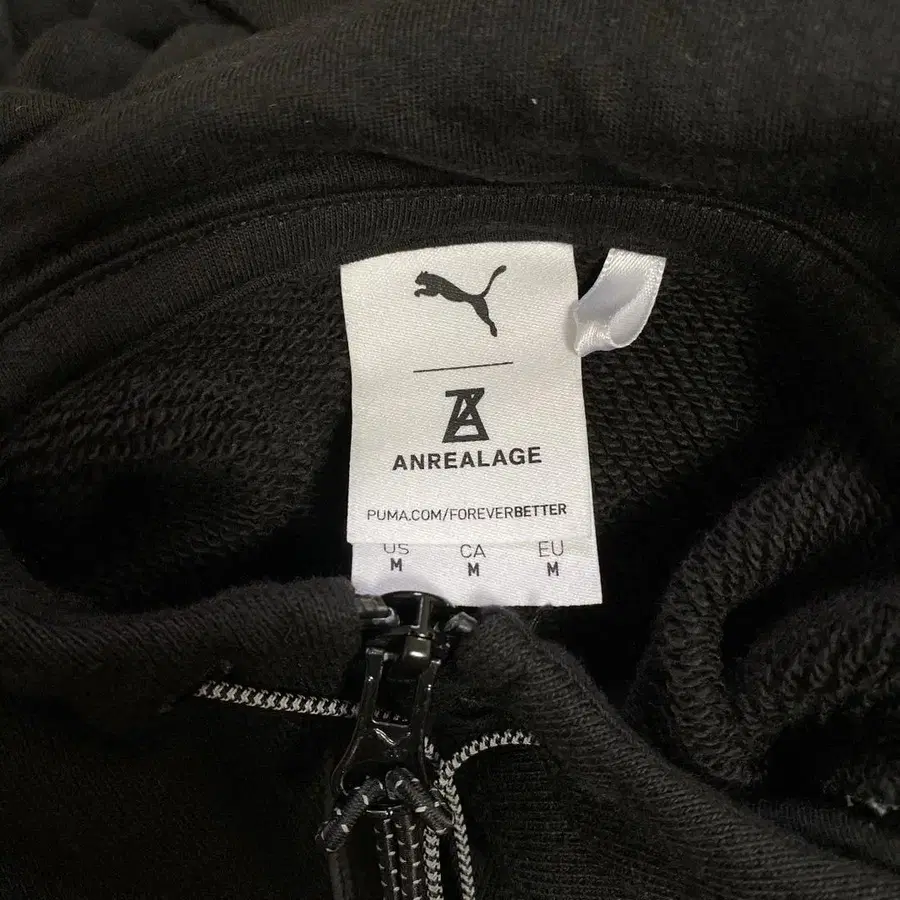 ANREALAGE
PUMA.COM/FOREVERBETTER
US CA EU
M M M